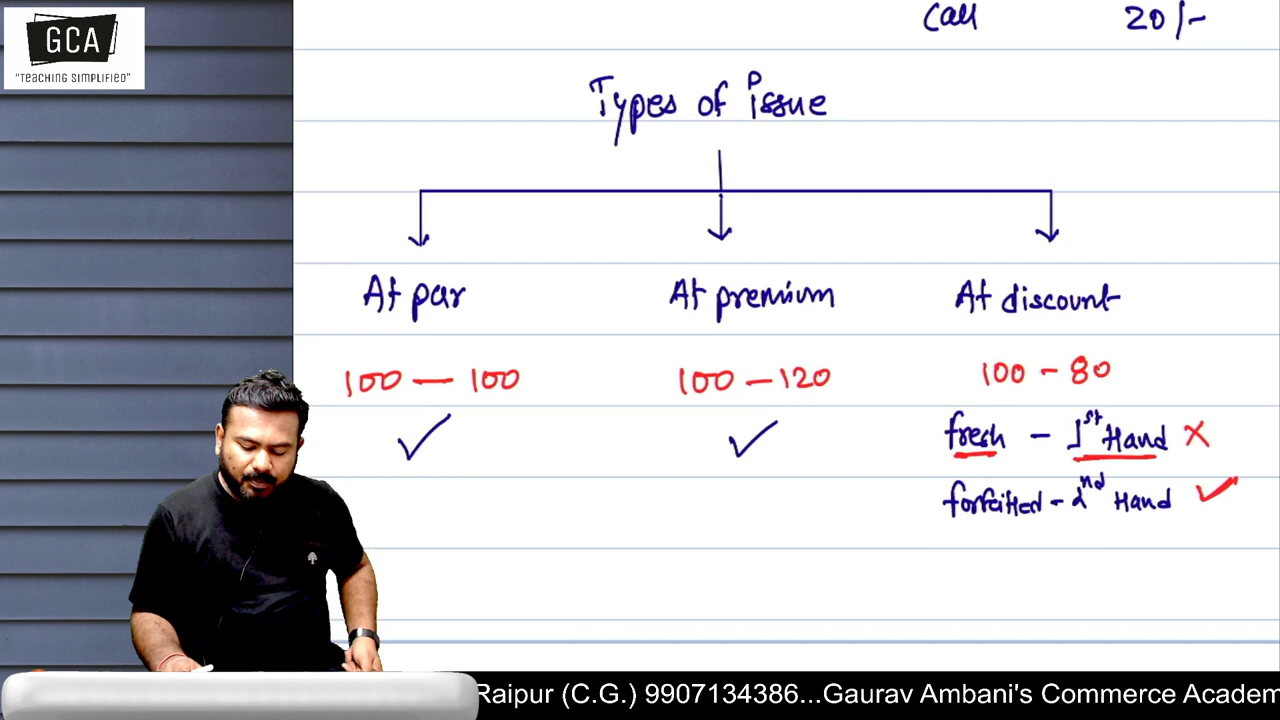 GCA
"TEACHING SIMPLIFIED"
Call 20/-
Types of Pissue
At par At premium At discount
100 — 100 100 — 120 100 - 80
fresh - 1st Hand
forfeited - 2nd Hand
Raipur (C.G.) 9907134386...Gaurav Ambani's Commerce Academ